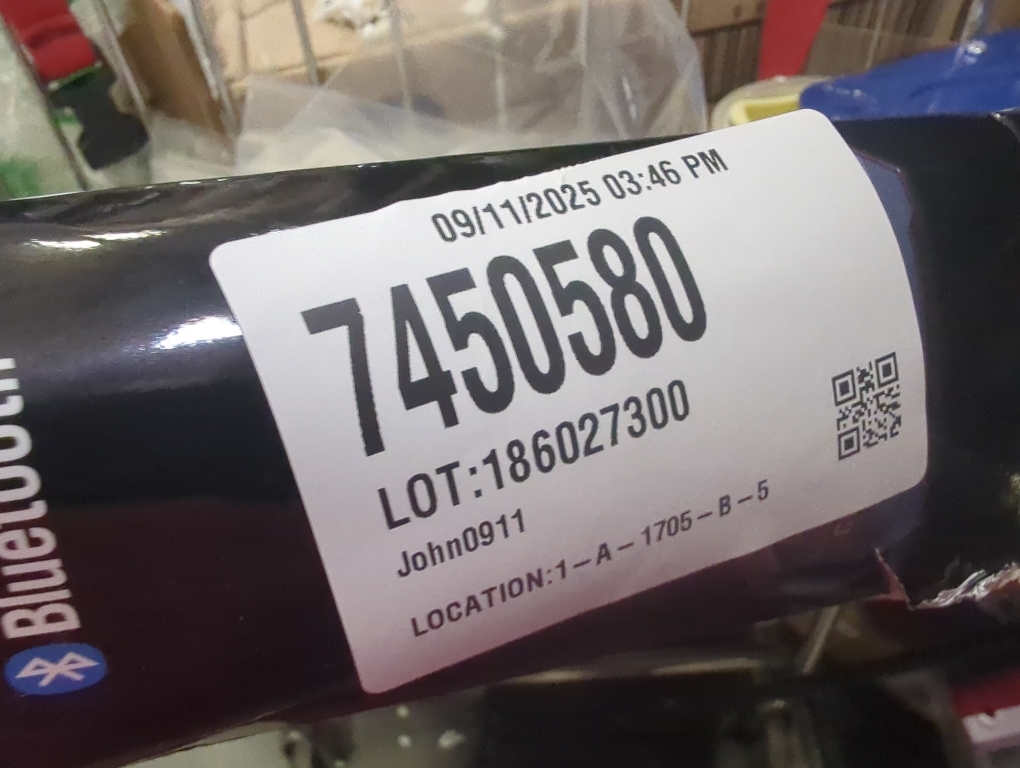 09/11/2025 03:46 PM
7450580
LOT:186027300
John0911
LOCATION:1-A-1705-B-5
Bluetooth